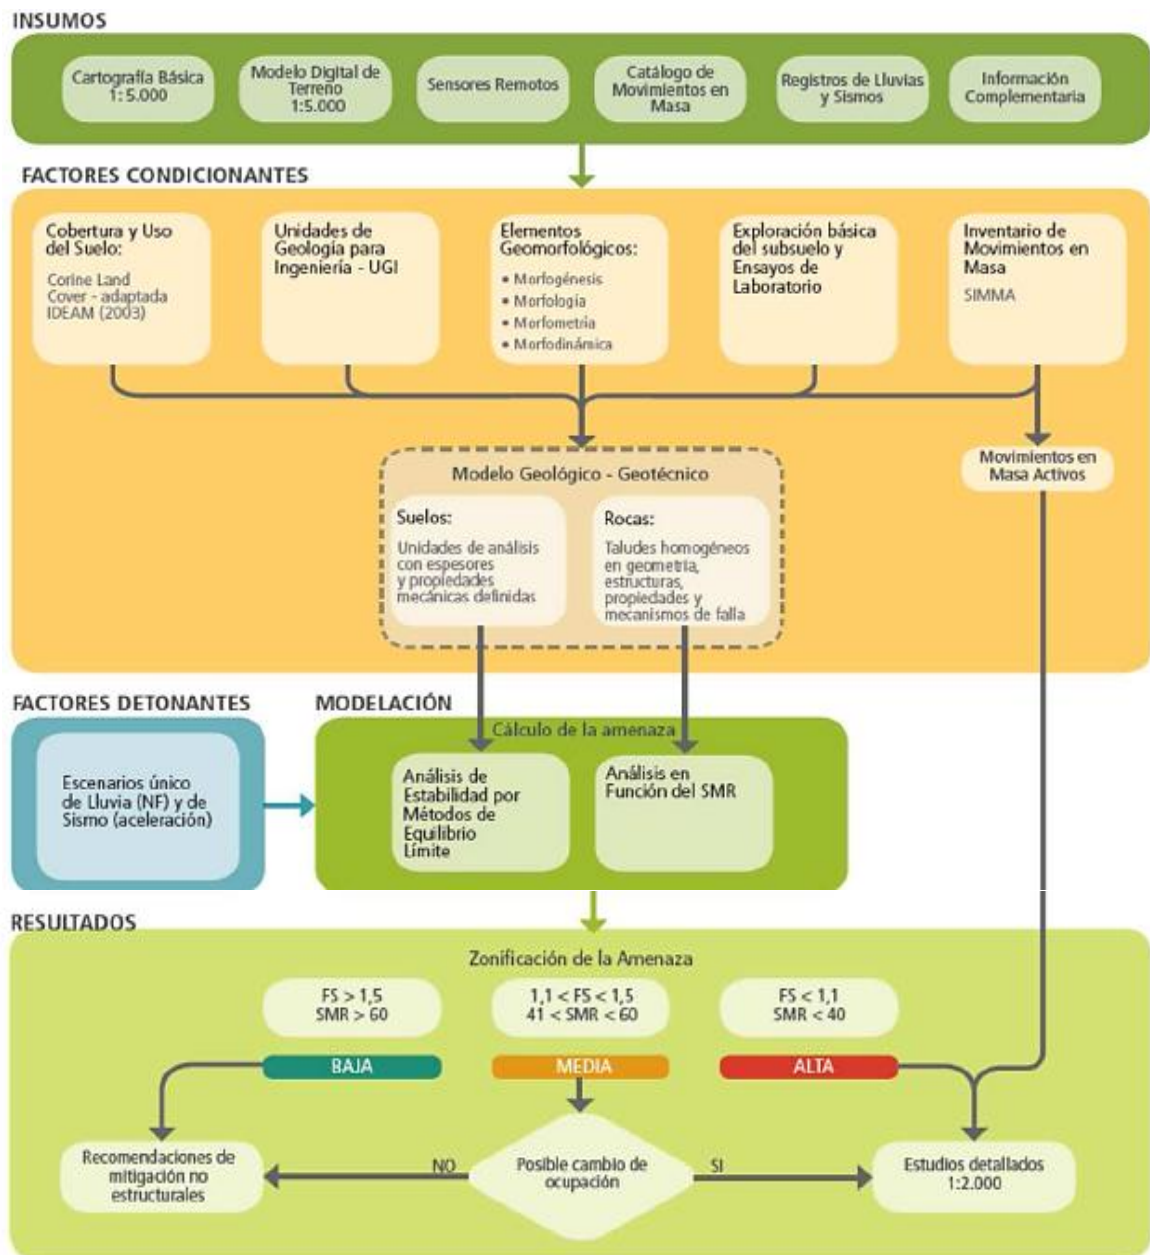 INSUMOS
Cartografía Básica
1: 5.000
Modelo Digital de
Terreno
1:5.000
Sensores Remotos
Catálogo de
Movimientos en
Masa
Registros de Lluvias
y Sismos
Información
Complementaria
FACTORES CONDICIONANTES
Cobertura y Uso
del Suelo:
Corine Land
Cover - adaptada
IDEAM (2003)
Unidades de
Geología para
Ingeniería - UGI
Elementos
Geomorfológicos:
• Morfogénesis
• Morfología
• Morfometría
• Morfodinámica
Exploración básica
del subsuelo y
Ensayos de
Laboratorio
Inventario de
Movimientos en
Masa
SIMMA
Movimientos en
Masa Activos
Modelo Geológico - Geotécnico
Suelos:
Unidades de análisis
con espesores
y propiedades
mecánicas definidas
Rocas:
Taludes homogéneos
en geometría,
estructuras,
propiedades y
mecanismos de falla
FACTORES DETONANTES
Escenarios único
de Lluvia (NF) y de
Sismo (aceleración)
MODELACIÓN
Cálculo de la amenaza
Análisis de
Estabilidad por
Métodos de
Equilibrio
Límite
Análisis en
Función del SMR
RESULTADOS
Zonificación de la Amenaza
FS > 1,5
SMR > 60
1,1 < FS < 1,5
41 < SMR < 60
FS < 1,1
SMR < 40
BAJA
MEDIA
ALTA
Recomendaciones de
mitigación no
estructurales
NO
Posible cambio de
ocupación
SI
Estudios detallados
1:2.000